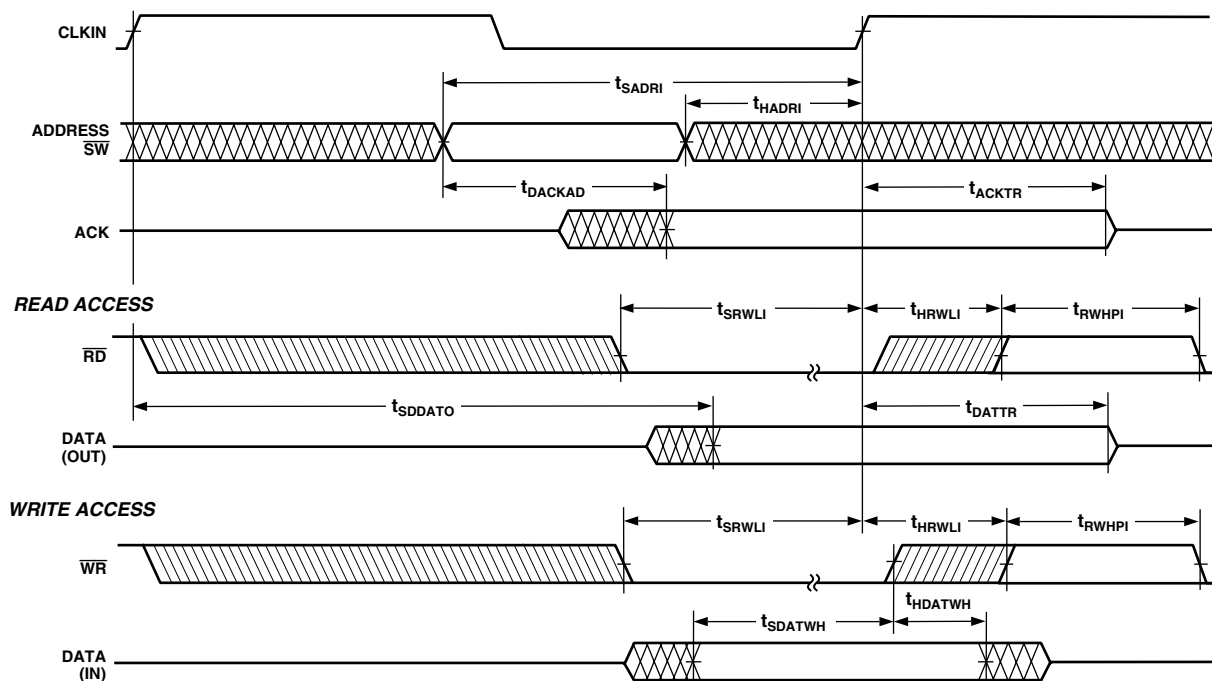 CLKIN
tSADRI
tHADRI
ADDRESS
SW
tDACKAD
tACKTR
ACK
READ ACCESS
tSRWLI
tHRWLI
tRWHPI
RD
tSDDATO
tDATTR
DATA
(OUT)
WRITE ACCESS
tSRWLI
tHRWLI
tRWHPI
WR
tHDATWH
tSDATWH
DATA
(IN)